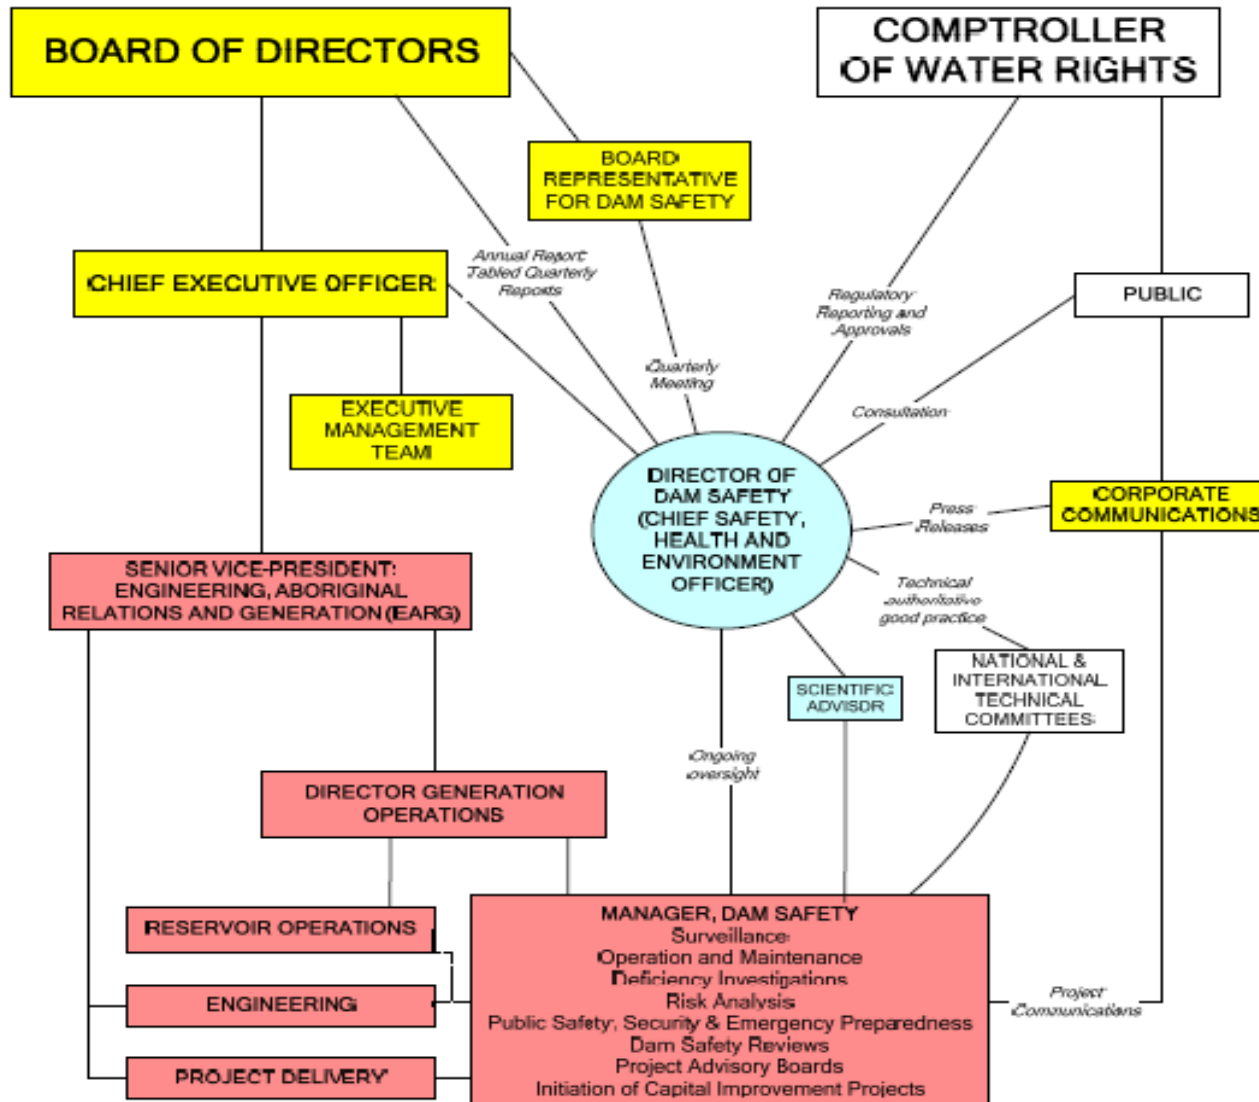 BOARD OF DIRECTORS
COMPTROLLER
OF WATER RIGHTS
BOARD
REPRESENTATIVE
FOR DAM SAFETY
Annual Report
Tabled Quarterly
Reports
CHIEF EXECUTIVE OFFICER
Regulatory
Reporting and
Approvals
PUBLIC
Quarterly
Meeting
Consultation
EXECUTIVE
MANAGEMENT
TEAM
DIRECTOR OF
DAM SAFETY
(CHIEF SAFETY,
HEALTH AND
ENVIRONMENT
OFFICER)
Press
Releases
CORPORATE
COMMUNICATIONS
SENIOR VICE-PRESIDENT:
ENGINEERING, ABORIGINAL
RELATIONS AND GENERATION (EARG)
Technical
authoritative
good practice
SCIENTIFIC
ADVISOR
NATIONAL &
INTERNATIONAL
TECHNICAL
COMMITTEES
Ongoing
oversight
DIRECTOR GENERATION
OPERATIONS
RESERVOIR OPERATIONS
ENGINEERING
PROJECT DELIVERY
MANAGER, DAM SAFETY
Surveillance
Operation and Maintenance
Deficiency Investigations
Risk Analysis
Public Safety, Security & Emergency Preparedness
Dam Safety Reviews
Project Advisory Boards
Initiation of Capital Improvement Projects
Project
Communications